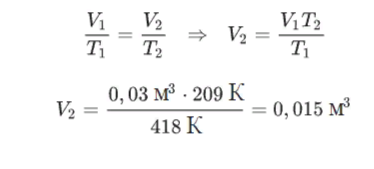 V₁/T₁ = V₂/T₂ ⇒ V₂ = V₁T₂/T₁
V₂ = 0,03 м³ · 209 К / 418 К = 0,015 м³